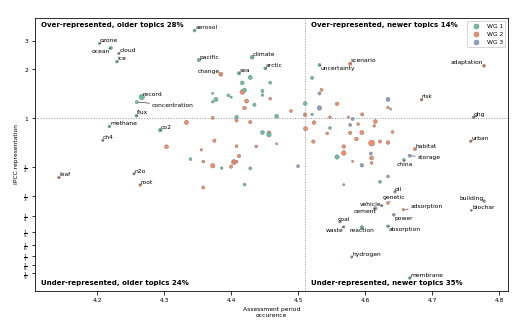 Over-represented, older topics 28%
Over-represented, newer topics 14%
WG 1
WG 2
WG 3
aerosol
ozone
ocean
cloud
ice
pacific
climate
arctic
change
sea
uncertainty
scenario
adaptation
record
concentration
flux
risk
ghg
methane
co2
ch4
urban
habitat
storage
china
n2o
leaf
root
oil
genetic
vehicle
cement
adsorption
building
biochar
power
goal
waste
reaction
absorption
hydrogen
membrane
Under-represented, older topics 24%
Under-represented, newer topics 35%
IPCC representation
3
2
1
4.2
4.3
4.4
4.5
4.6
4.7
4.8
Assessment period
occurence